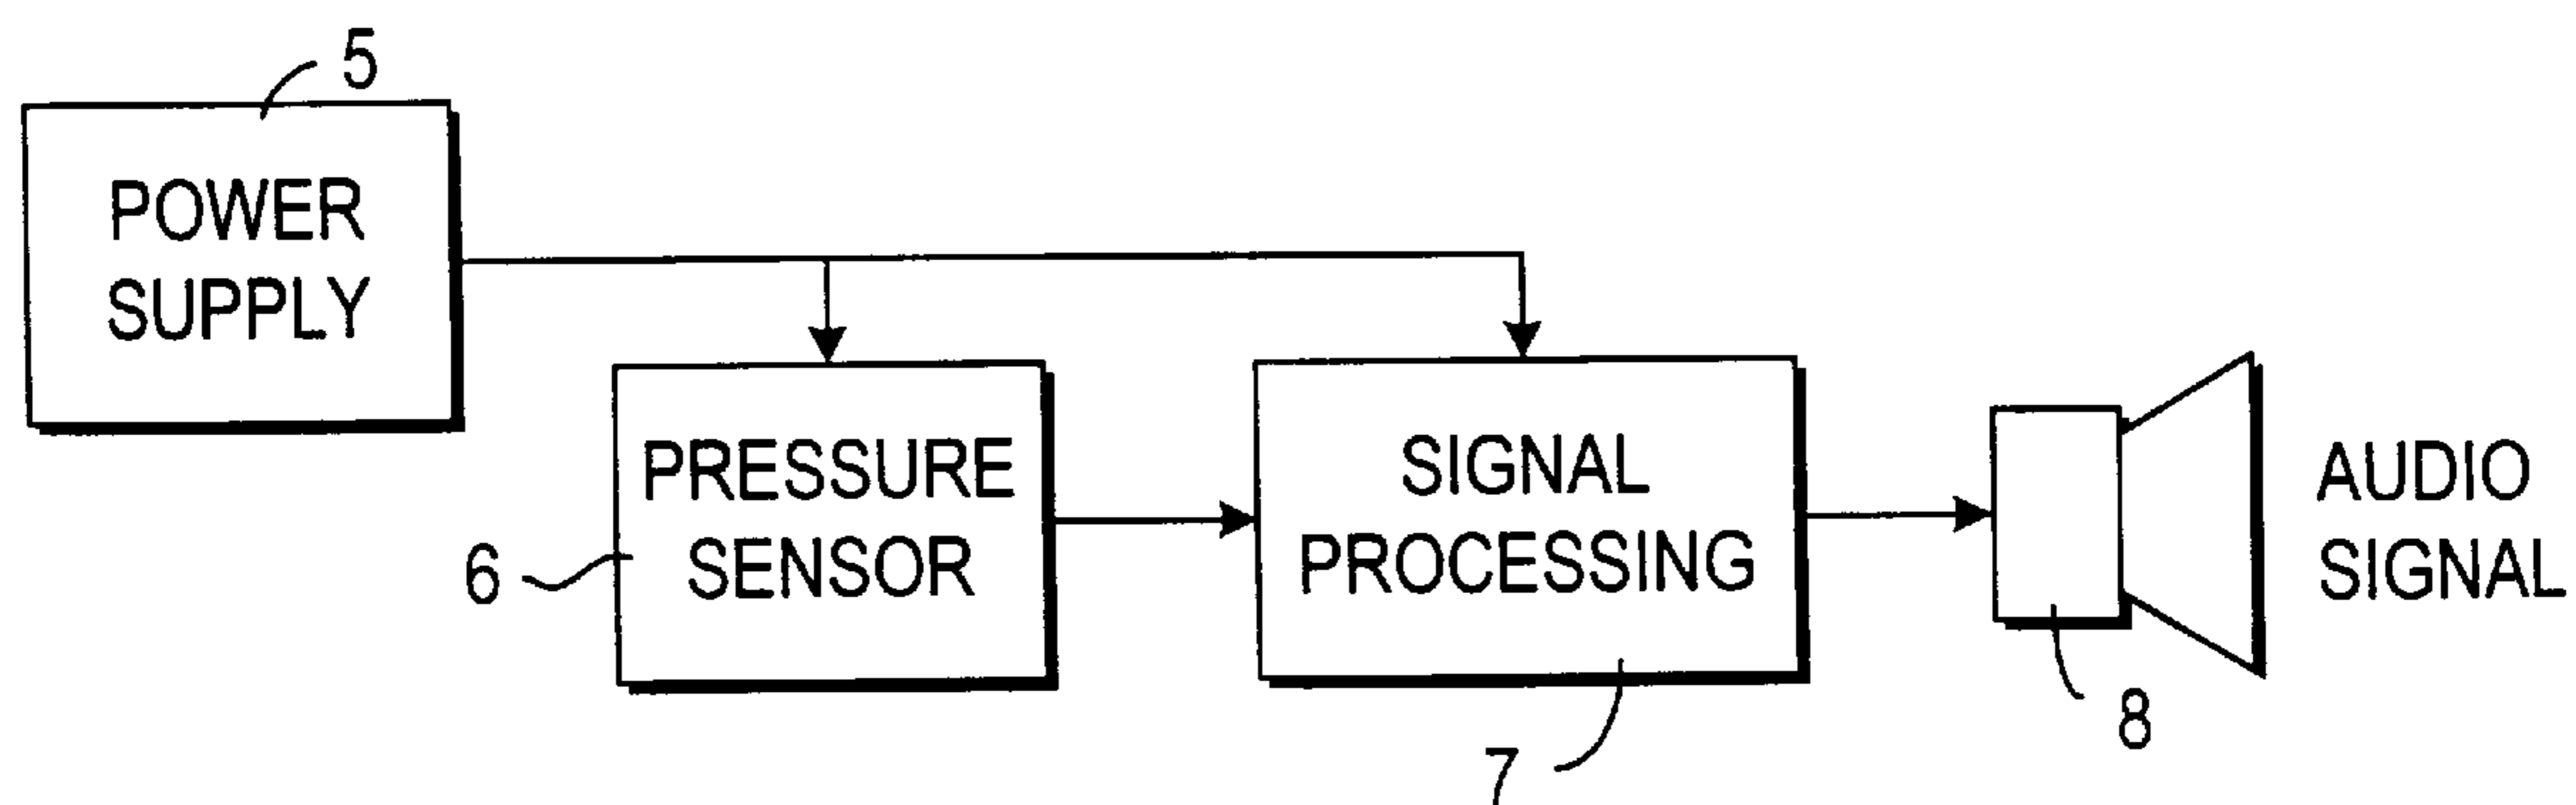 5
POWER
SUPPLY
PRESSURE
SENSOR
6
SIGNAL
PROCESSING
7
8
AUDIO
SIGNAL